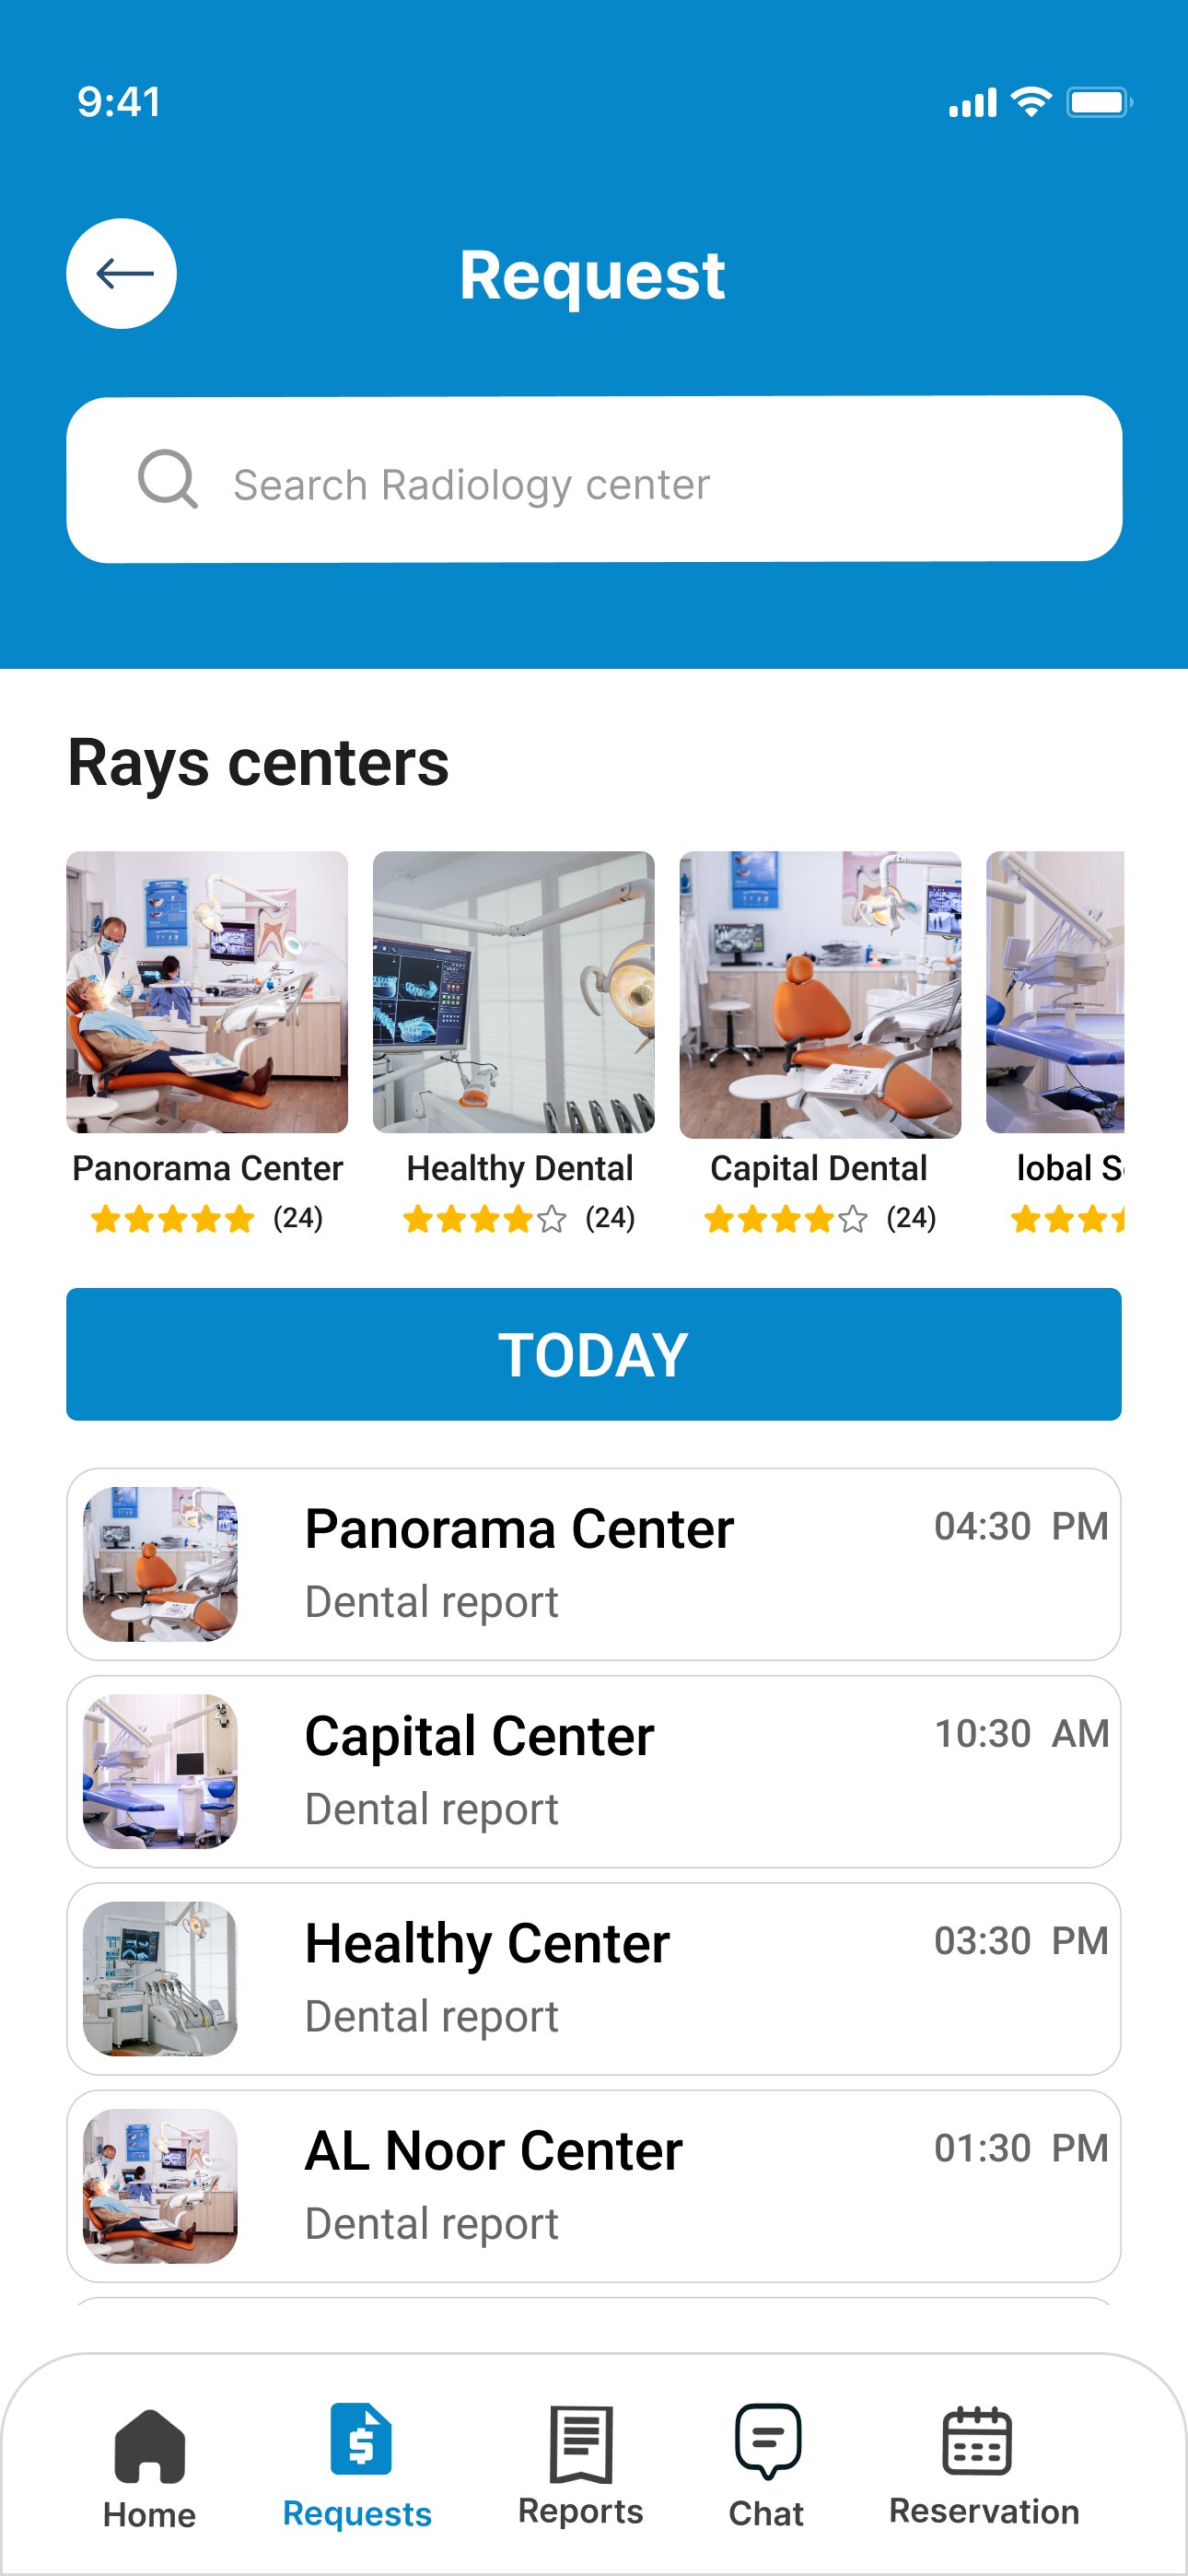 9:41
Request
Search Radiology center
Rays centers
Panorama Center
(24)
Healthy Dental
(24)
Capital Dental
(24)
lobal S
TODAY
Panorama Center
04:30 PM
Dental report
Capital Center
10:30 AM
Dental report
Healthy Center
03:30 PM
Dental report
AL Noor Center
01:30 PM
Dental report
Home
Requests
Reports
Chat
Reservation